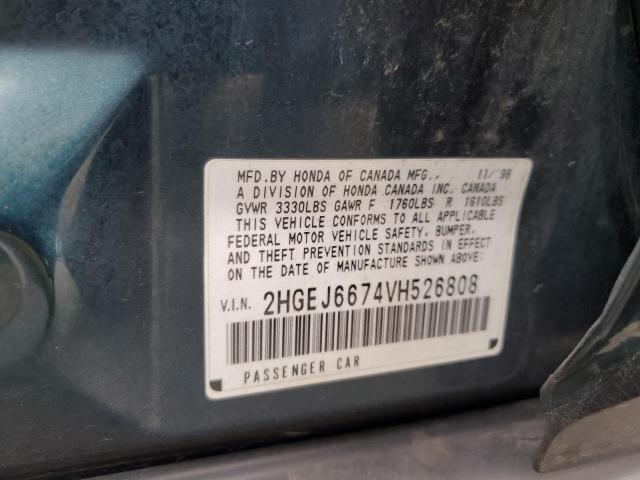 MFD.BY HONDA OF CANADA MFG., 11/'96
A DIVISION OF HONDA CANADA INC. CANADA
GVWR 3330LBS GAWR F 1760LBS R 1610LBS
THIS VEHICLE CONFORMS TO ALL APPLICABLE
FEDERAL MOTOR VEHICLE SAFETY, BUMPER,
AND THEFT PREVENTION STANDARDS IN EFFECT
ON THE DATE OF MANUFACTURE SHOWN ABOVE:
V.I.N. 2HGEJ6674VH526808
PASSENGER CAR